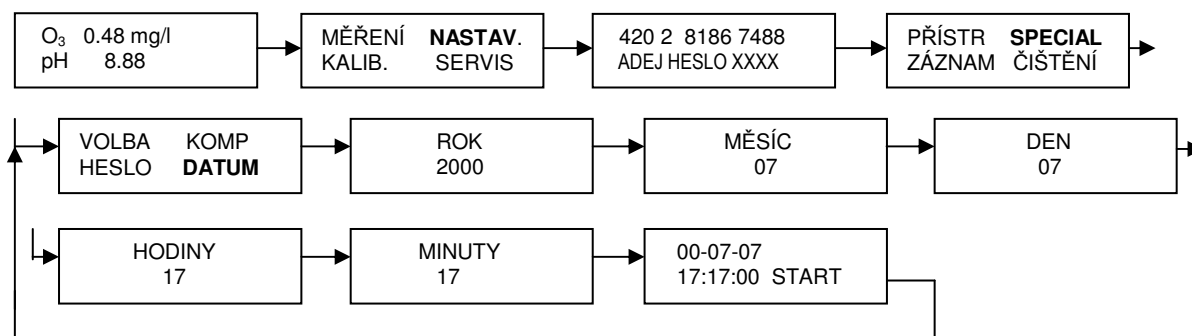 O₃ 0.48 mg/l
pH 8.88
MĚŘENÍ NASTAV.
KALIB. SERVIS
420 2 8186 7488
ADEJ HESLO XXXX
PŘÍSTR SPECIAL
ZÁZNAM ČIŠTĚNÍ
VOLBA KOMP
HESLO DATUM
ROK
2000
MĚSÍC
07
DEN
07
HODINY
17
MINUTY
17
00-07-07
17:17:00 START